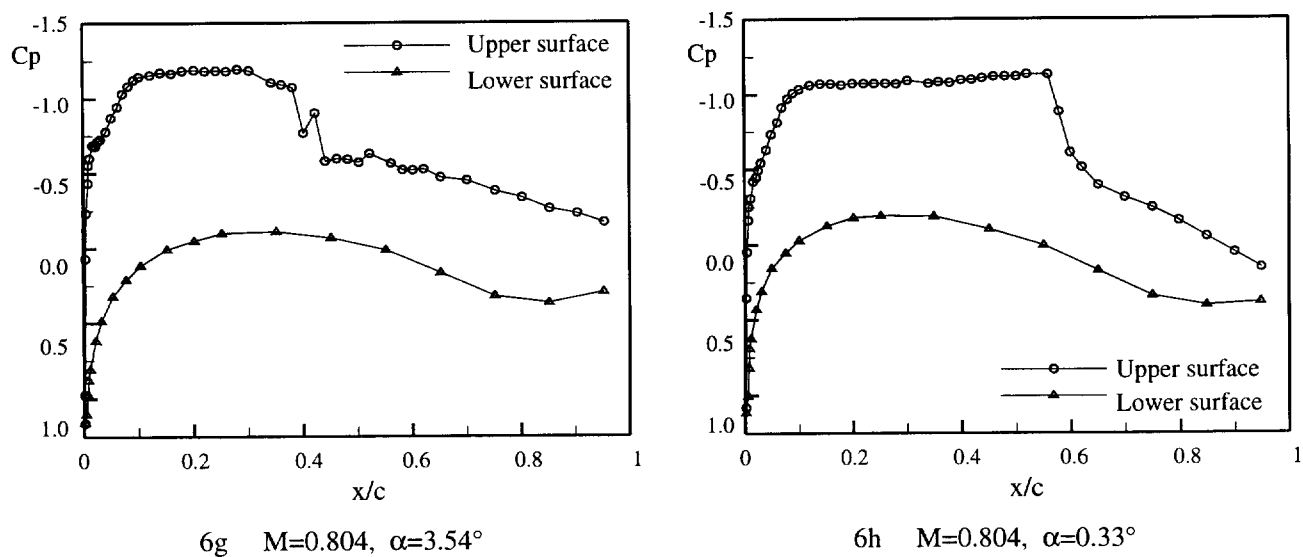 -1.5
Cp
-1.0
-0.5
0.0
0.5
1.0
Upper surface
Lower surface
0
0.2
0.4
0.6
0.8
1
x/c
6g M=0.804, α=3.54°
-1.5
Cp
-1.0
-0.5
0.0
0.5
1.0
Upper surface
Lower surface
0
0.2
0.4
0.6
0.8
1
x/c
6h M=0.804, α=0.33°